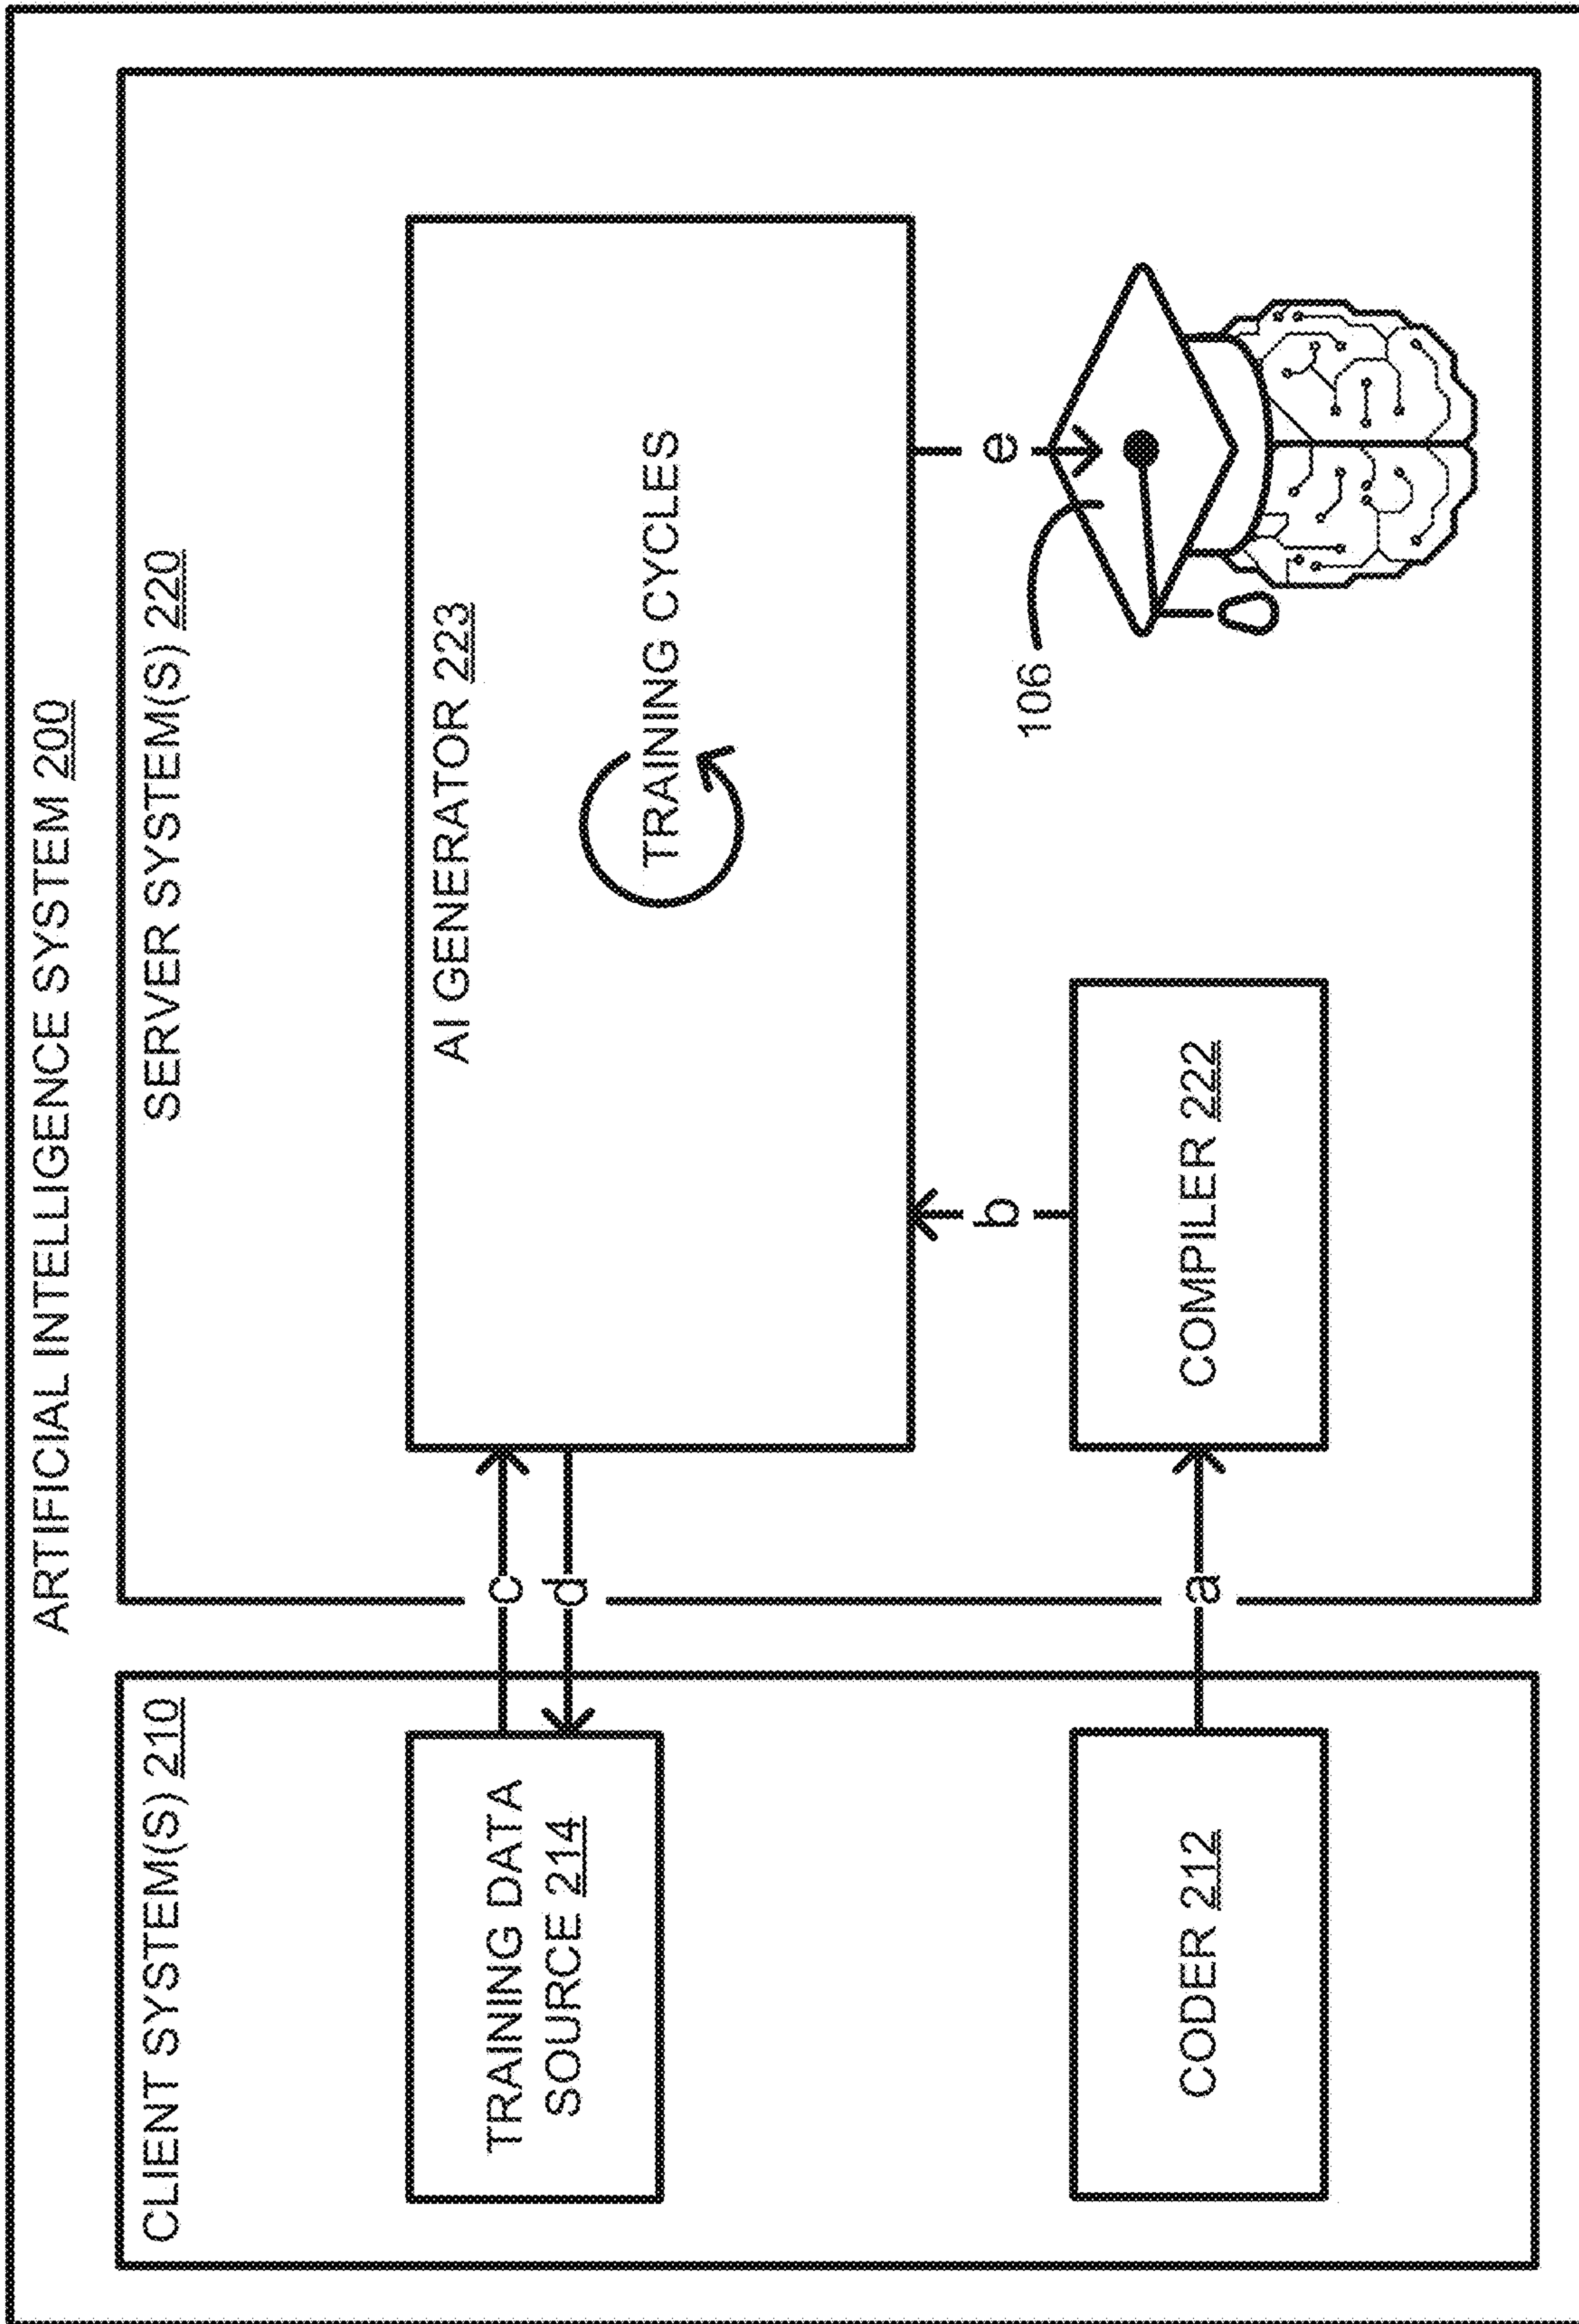 ARTIFICIAL INTELLIGENCE SYSTEM 200
CLIENT SYSTEM(S) 210
SERVER SYSTEM(S) 220
TRAINING DATA
SOURCE 214
c
d
AI GENERATOR 223
TRAINING CYCLES
b
e
106
CODER 212
a
COMPILER 222